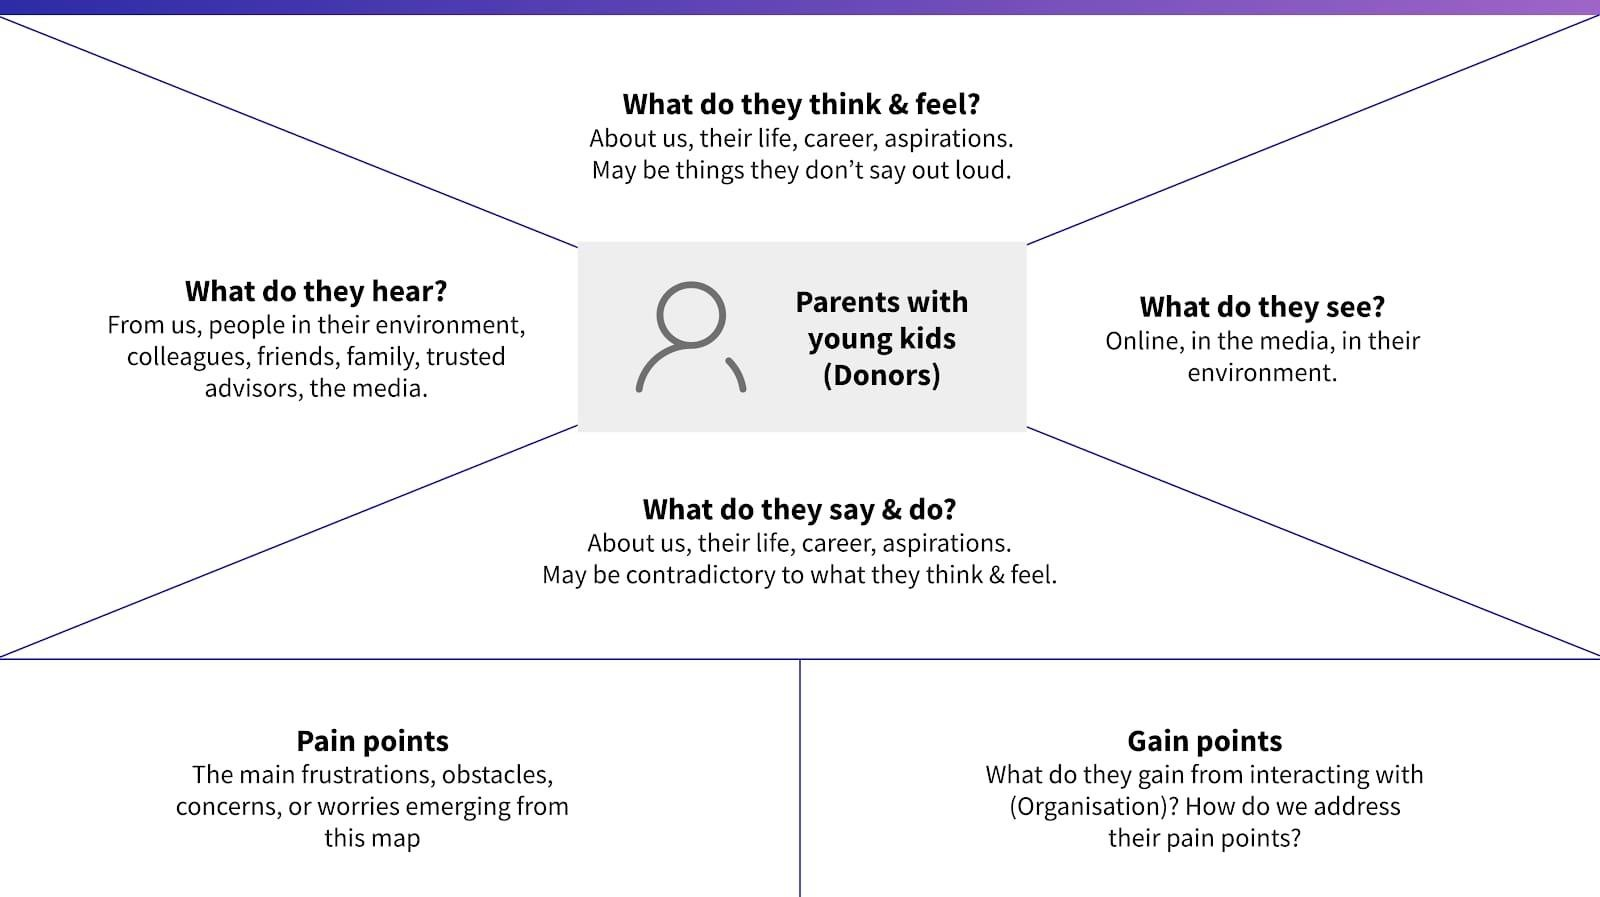 What do they think & feel?
About us, their life, career, aspirations.
May be things they don’t say out loud.
What do they hear?
From us, people in their environment,
colleagues, friends, family, trusted
advisors, the media.
Parents with
young kids
(Donors)
What do they see?
Online, in the media, in their
environment.
What do they say & do?
About us, their life, career, aspirations.
May be contradictory to what they think & feel.
Pain points
The main frustrations, obstacles,
concerns, or worries emerging from
this map
Gain points
What do they gain from interacting with
(Organisation)? How do we address
their pain points?